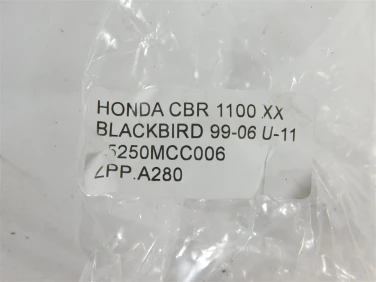 HONDA CBR 1100 XX
BLACKBIRD 99-06 U-11
5250MCC006
ZPP.A280